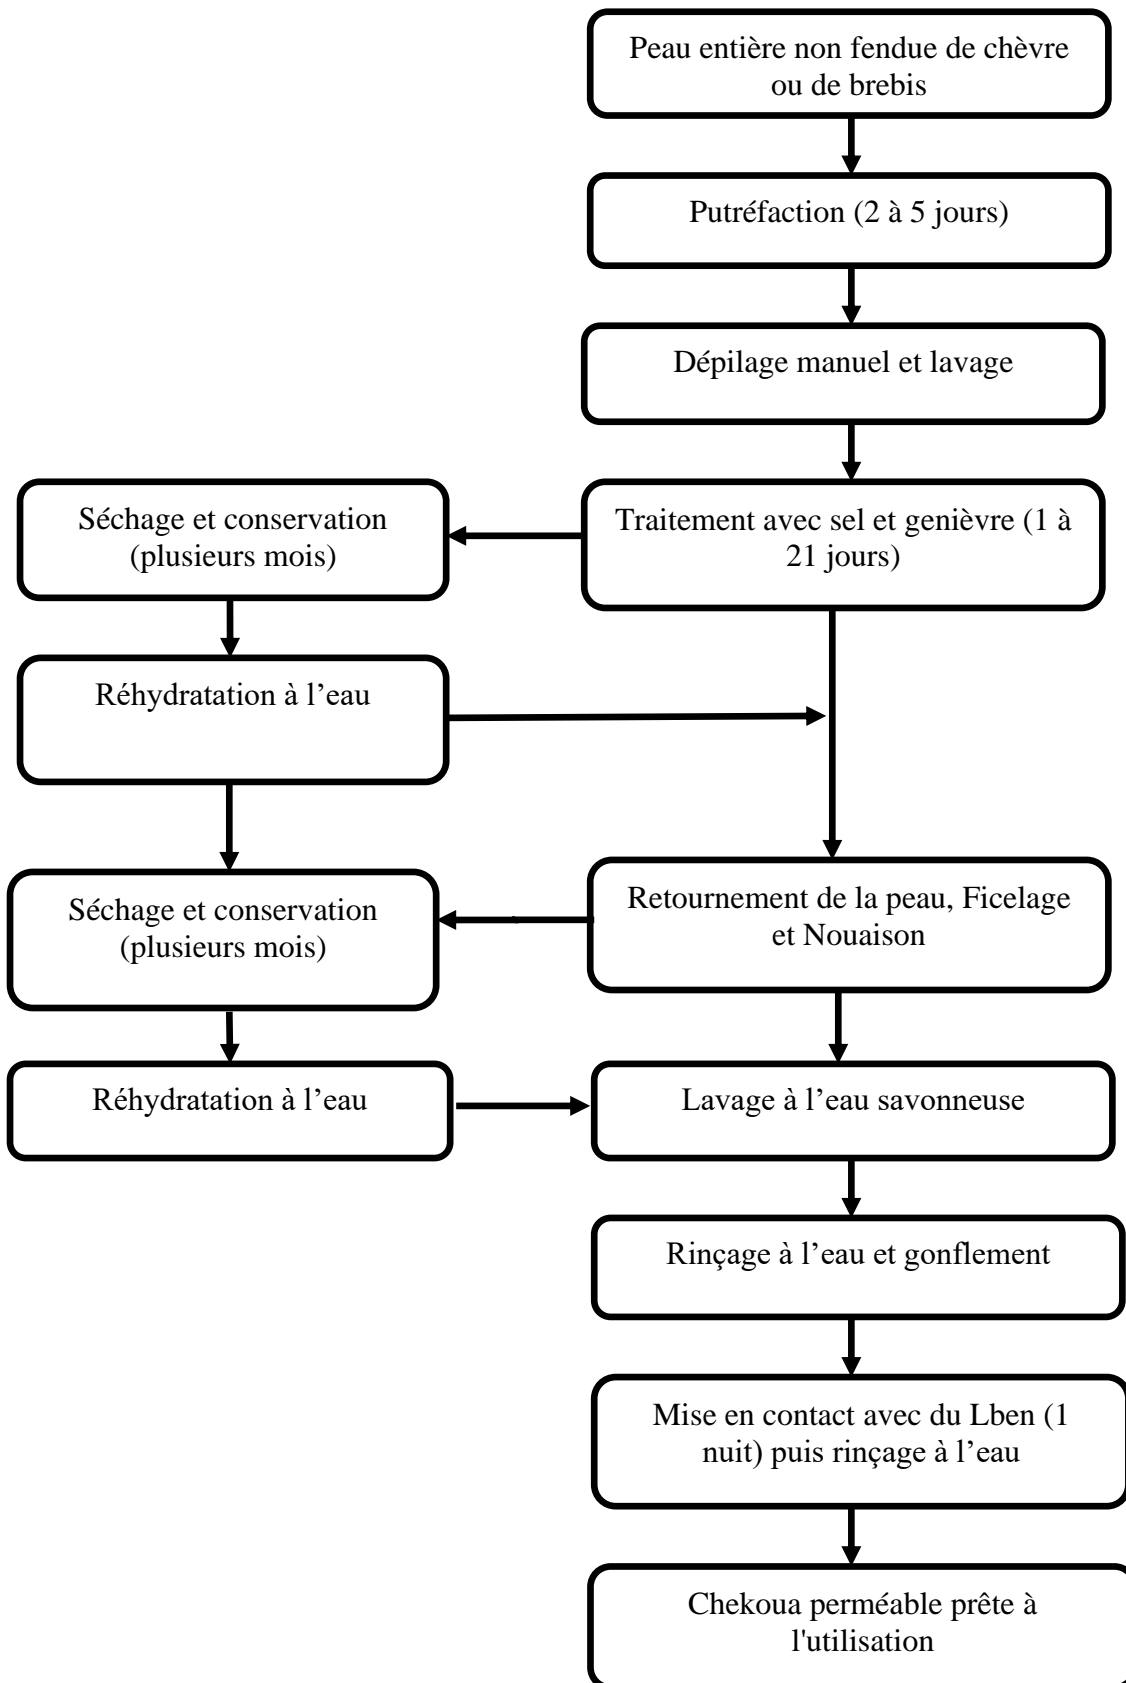 Peau entière non fendue de chèvre
ou de brebis
Putréfaction (2 à 5 jours)
Dépilage manuel et lavage
Séchage et conservation
(plusieurs mois)
Traitement avec sel et genièvre (1 à
21 jours)
Réhydratation à l’eau
Séchage et conservation
(plusieurs mois)
Retournement de la peau, Ficelage
et Nouaison
Réhydratation à l’eau
Lavage à l’eau savonneuse
Rinçage à l’eau et gonflement
Mise en contact avec du Lben (1
nuit) puis rinçage à l’eau
Chekoua perméable prête à
l'utilisation